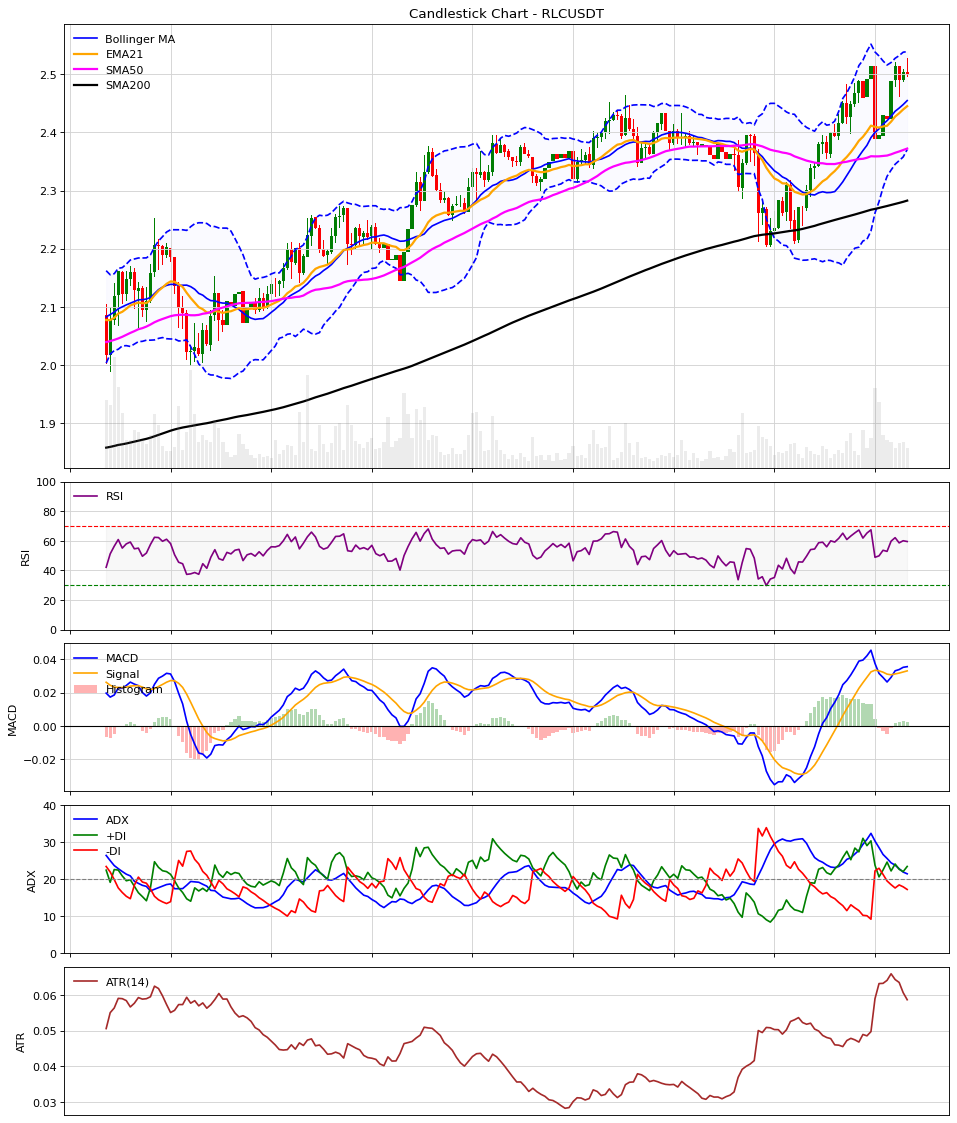 Candlestick Chart - RLCUSDT
Bollinger MA
EMA21
SMA50
SMA200
2.5
2.4
2.3
2.2
2.1
2.0
1.9
RSI
100
80
60
40
20
0
RSI
MACD
Signal
Histogram
0.04
0.02
0.00
−0.02
MACD
ADX
+DI
-DI
40
30
20
10
0
ADX
ATR(14)
0.06
0.05
0.04
0.03
ATR